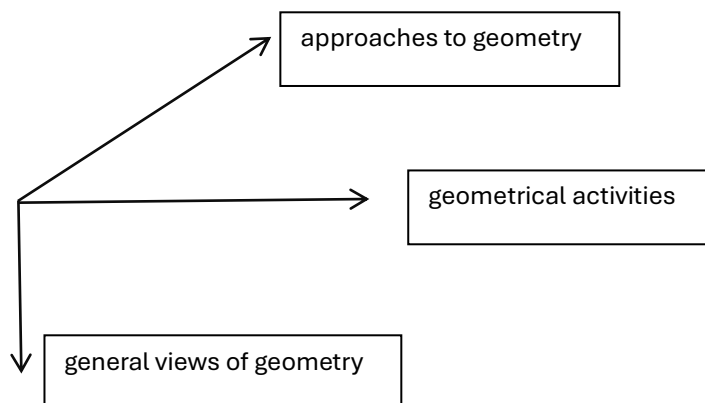 approaches to geometry
geometrical activities
general views of geometry